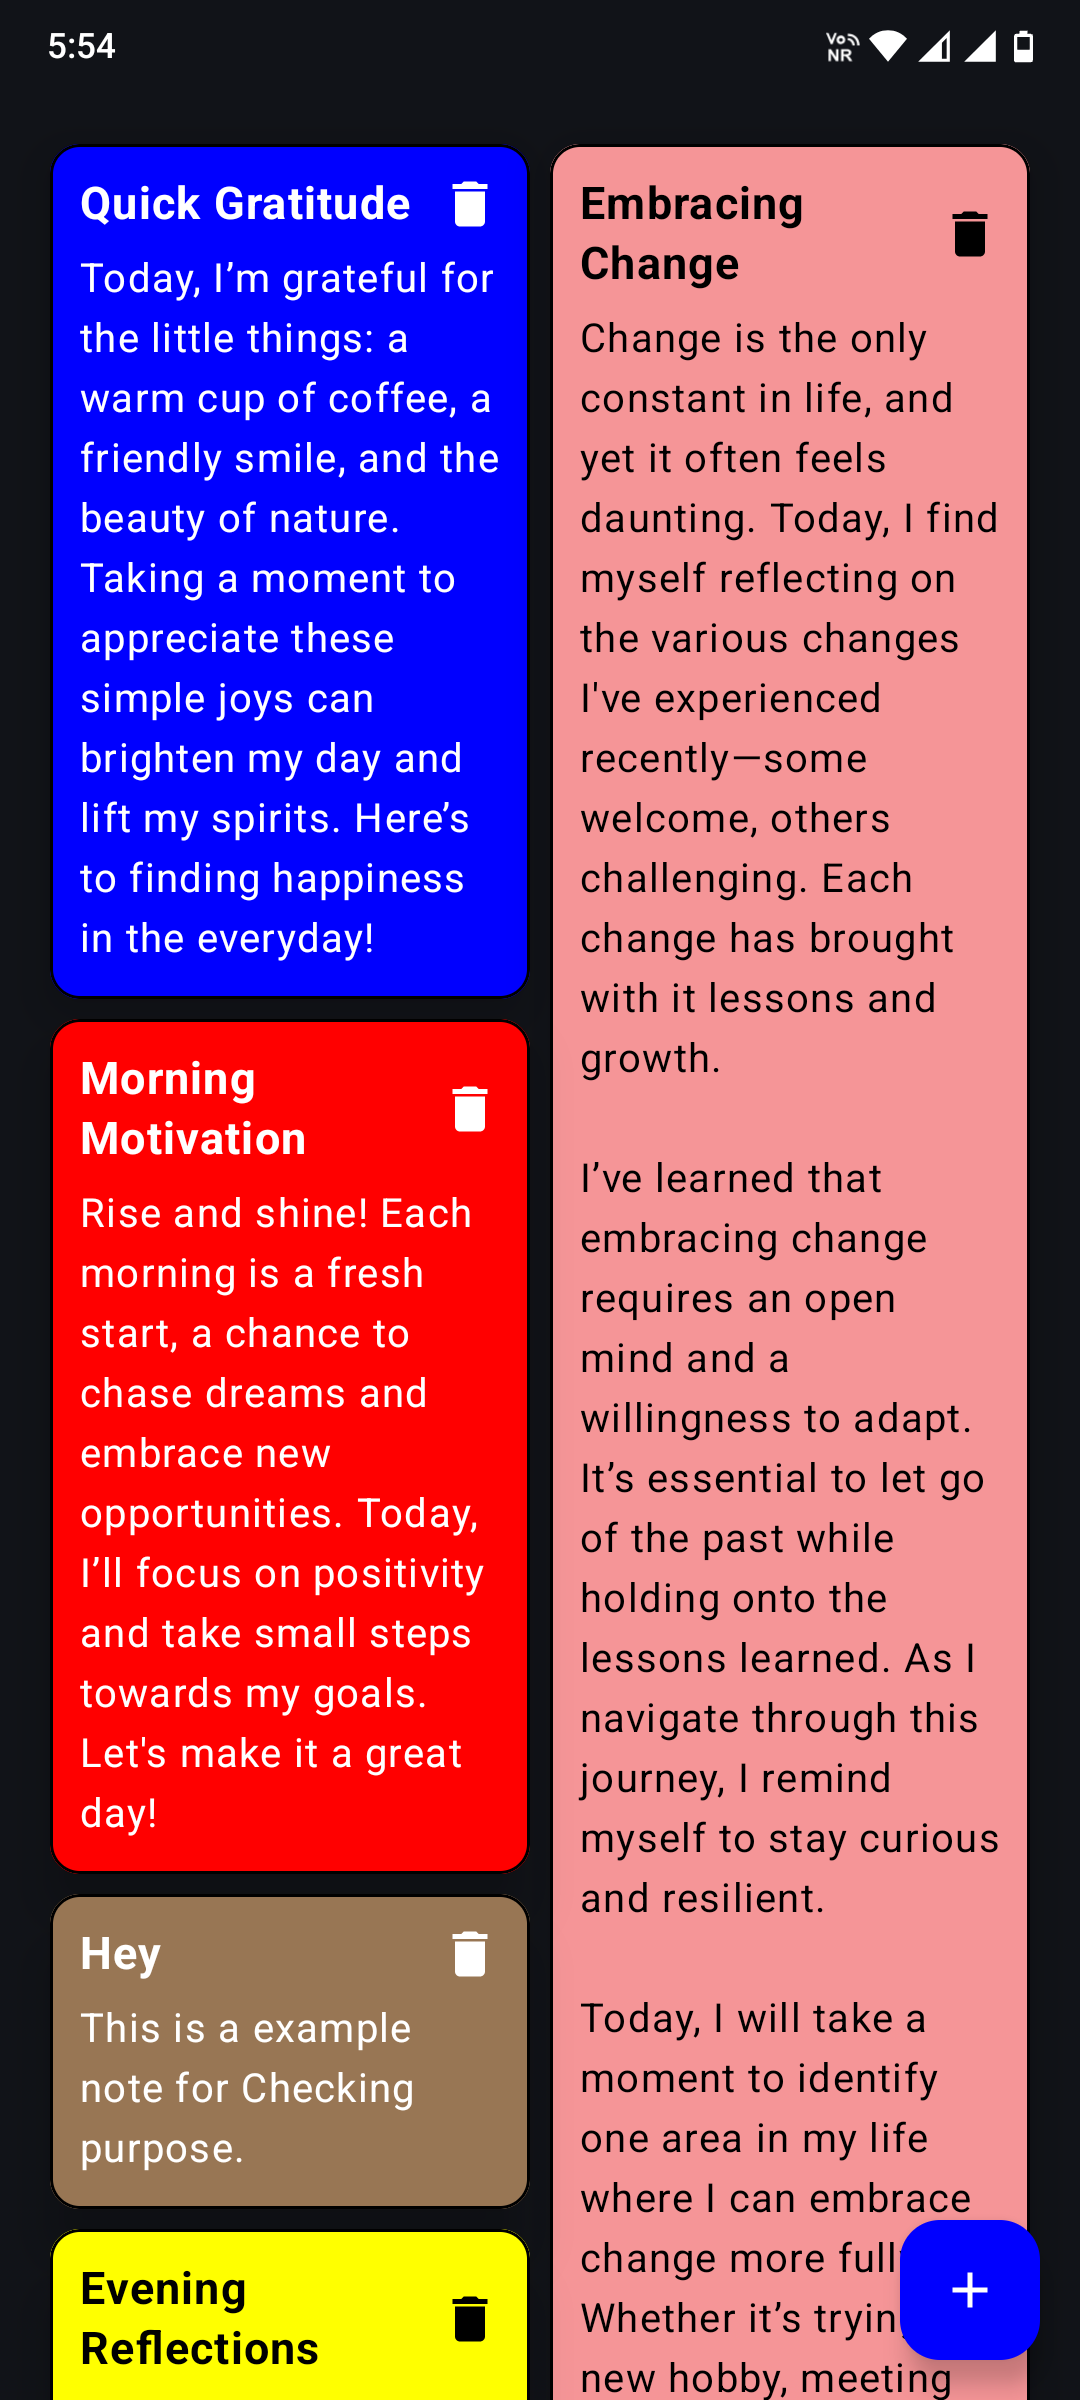 5:54
Vo
NR
Quick Gratitude
Today, I’m grateful for
the little things: a
warm cup of coffee, a
friendly smile, and the
beauty of nature.
Taking a moment to
appreciate these
simple joys can
brighten my day and
lift my spirits. Here’s
to finding happiness
in the everyday!
Morning
Motivation
Rise and shine! Each
morning is a fresh
start, a chance to
chase dreams and
embrace new
opportunities. Today,
I’ll focus on positivity
and take small steps
towards my goals.
Let's make it a great
day!
Hey
This is a example
note for Checking
purpose.
Evening
Reflections
Embracing
Change
Change is the only
constant in life, and
yet it often feels
daunting. Today, I find
myself reflecting on
the various changes
I've experienced
recently—some
welcome, others
challenging. Each
change has brought
with it lessons and
growth.
I’ve learned that
embracing change
requires an open
mind and a
willingness to adapt.
It’s essential to let go
of the past while
holding onto the
lessons learned. As I
navigate through this
journey, I remind
myself to stay curious
and resilient.
Today, I will take a
moment to identify
one area in my life
where I can embrace
change more
Whether it’s
new hobby, meeting